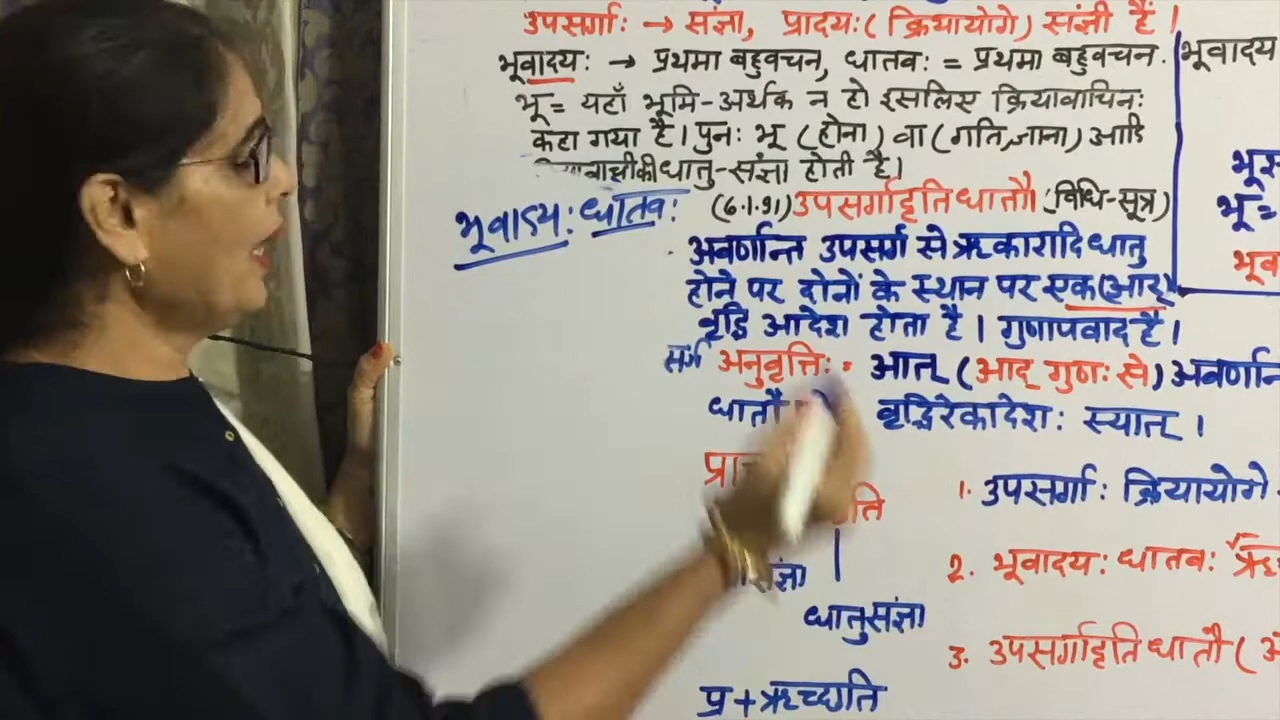 उपसर्गाः → संज्ञा, प्रादयः( क्रियायोगे) संज्ञी हैं ।
भूवादयः → प्रथमा बहुवचन, धातवः = प्रथमा बहुवचन.
भू = यहाँ भूमि-अर्थक न हो इसलिए क्रियावाचिनः
कहा गया है। पुनः भू (होना) वा (गति,जाना) आदि
की धातु-संज्ञा होती है।
भूवादयः धातवः
(6.1.91) उपसर्गादृति धातौ। (विधि-सूत्र)
अवर्णान्त उपसर्ग से ऋकारादि धातु
होने पर दोनों के स्थान पर एक(आर्)
वृद्धि आदेश होता है । गुणापवाद है।
अनुवृत्तिः • आत् (आद् गुणः से) अवर्णान
धातौ वृद्धिरेकादेशः स्यात् ।
प्रा
ति
संज्ञा
धातुसंज्ञा
प्र + ऋच्छति
1. उपसर्गाः क्रियायोगे
2. भूवादयः धातवः ऋ
3. उपसर्गादृति धातौ (
भूवादय
भू
भू =
भूव